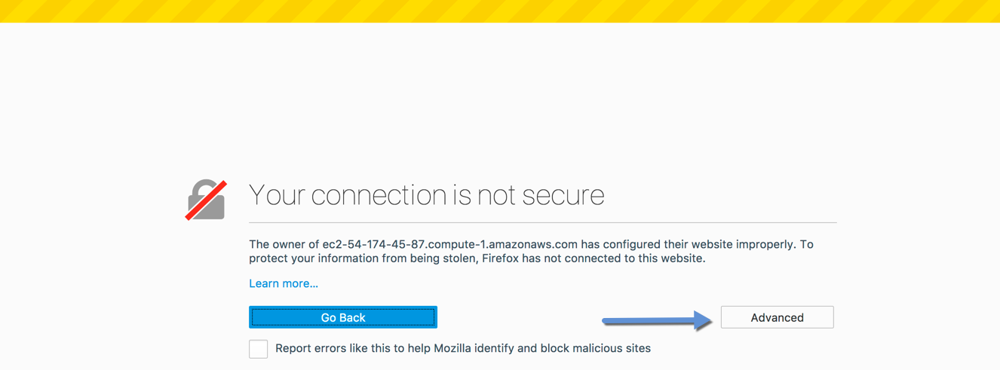 Your connection is not secure
The owner of ec2-54-174-45-87.compute-1.amazonaws.com has configured their website improperly. To
protect your information from being stolen, Firefox has not connected to this website.
Learn more...
Go Back
Advanced
Report errors like this to help Mozilla identify and block malicious sites